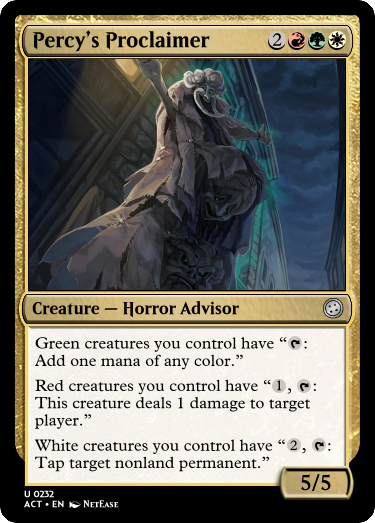 Percy's Proclaimer 2
Creature — Horror Advisor
Green creatures you control have “:
Add one mana of any color.”
Red creatures you control have “1, :
This creature deals 1 damage to target
player.”
White creatures you control have “2, :
Tap target nonland permanent.”
5/5
U 0232
ACT • EN NetEase